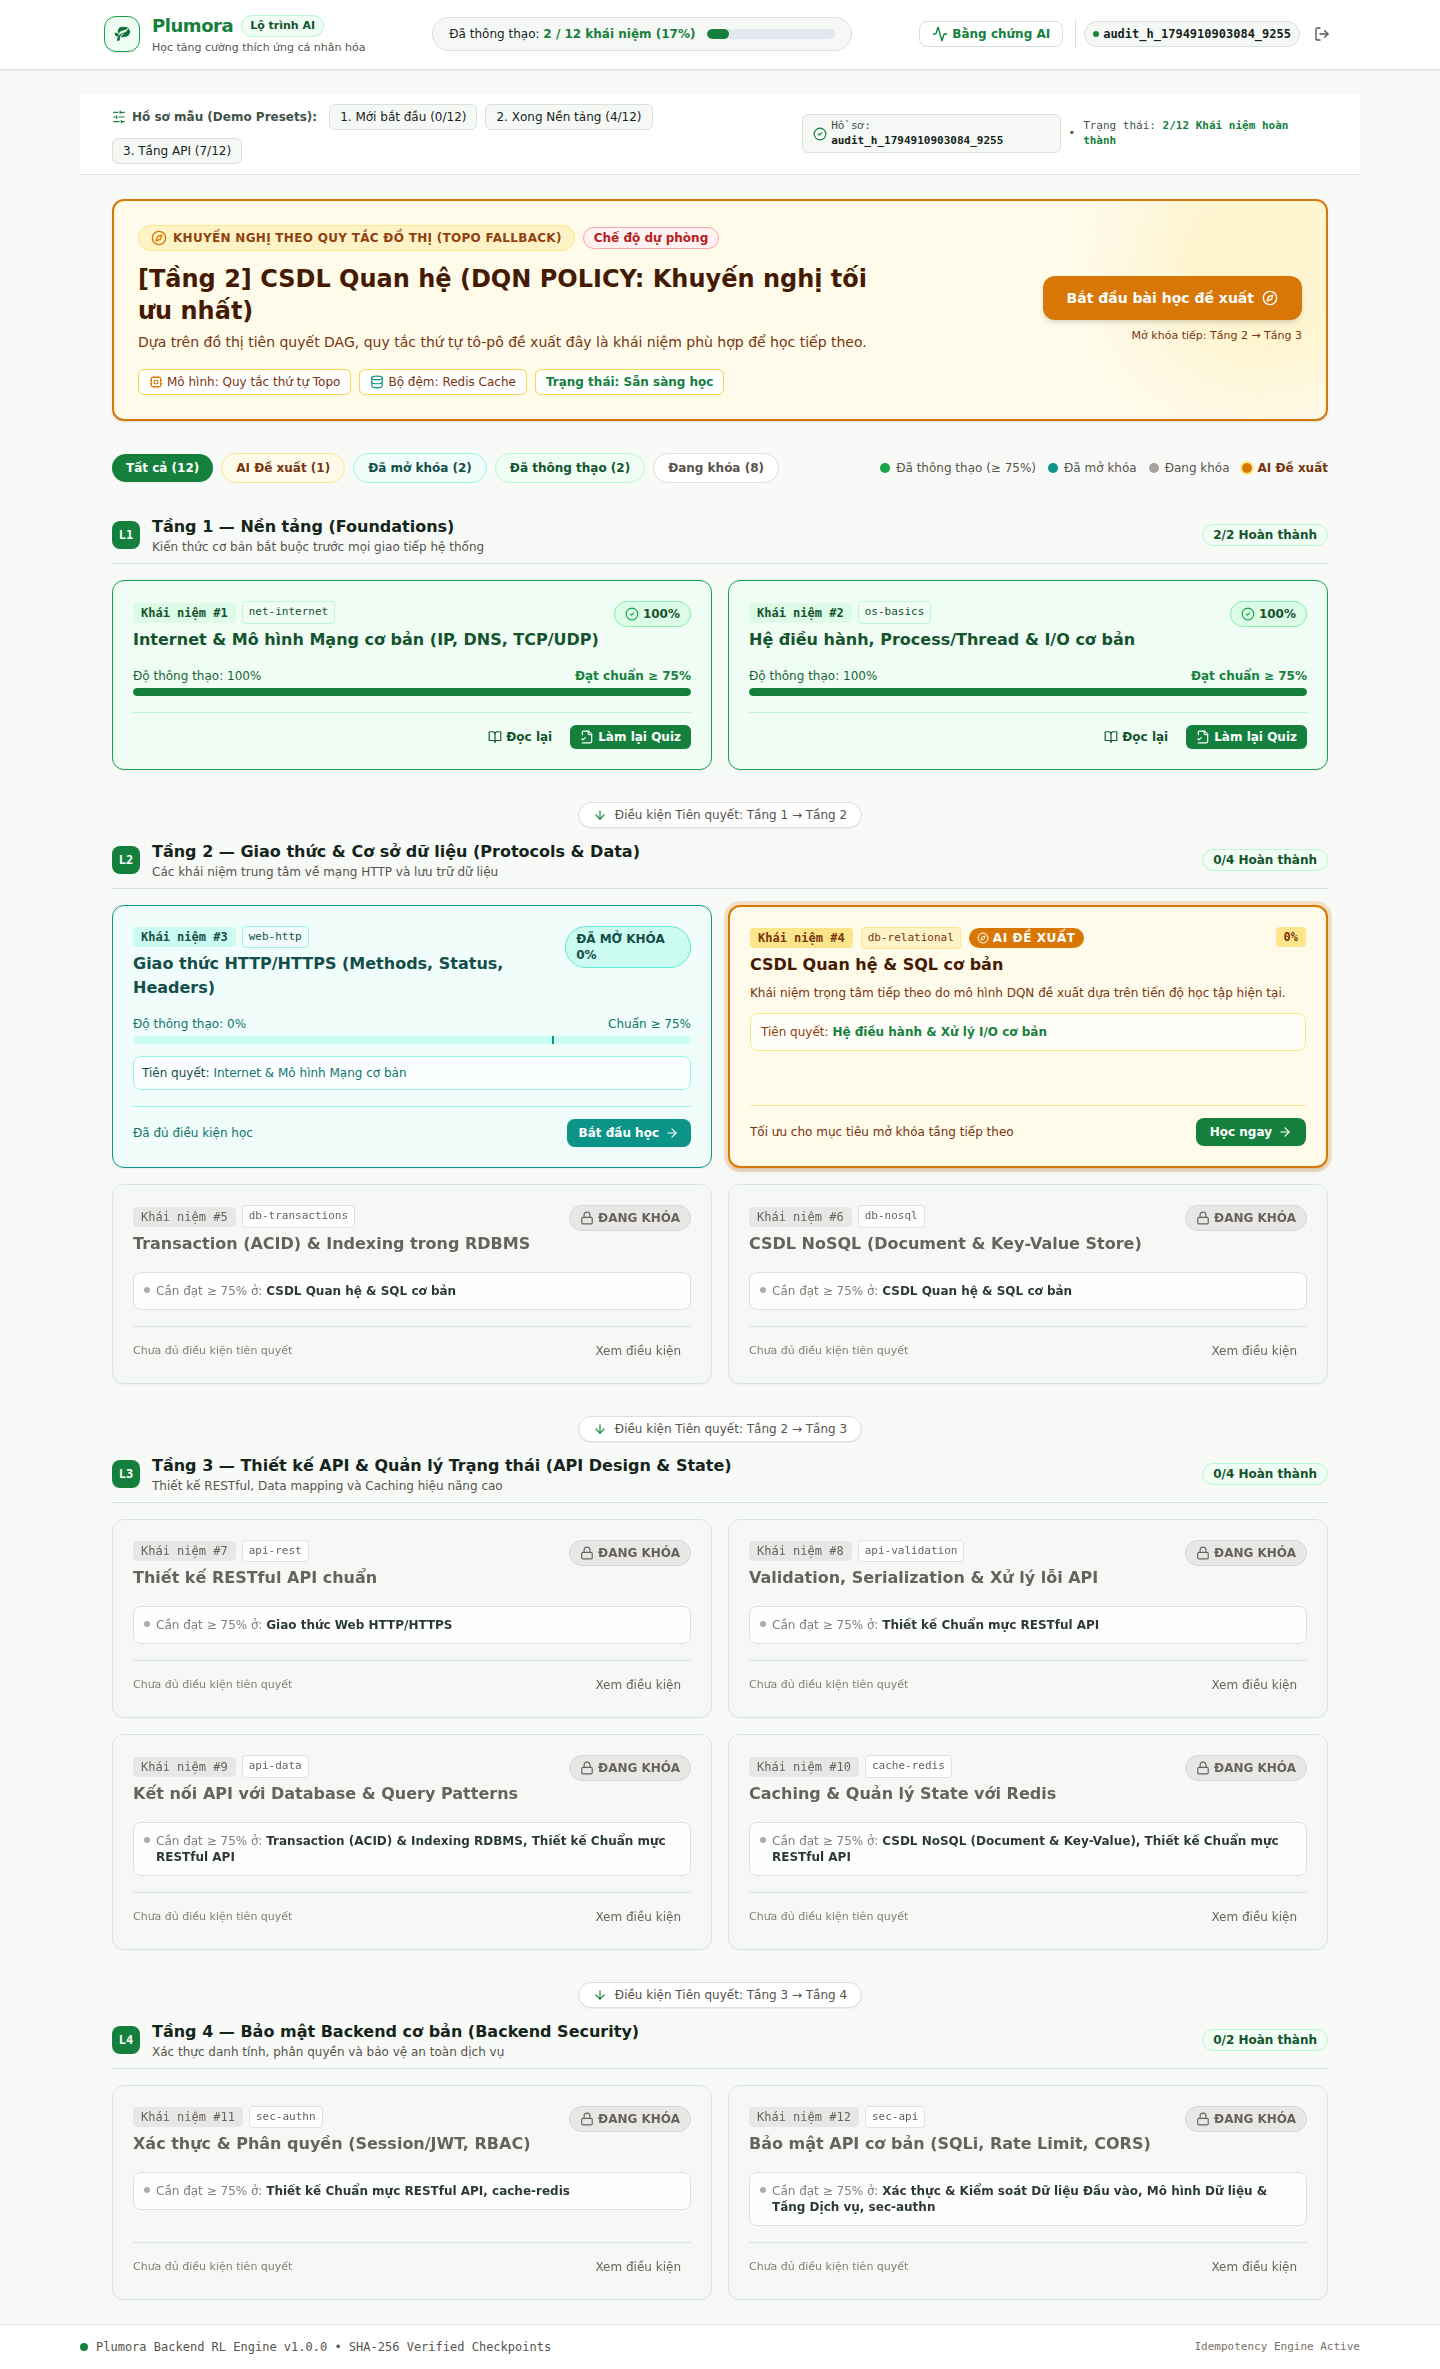 Plumora Lộ trình AI
Học tăng cường thích ứng cá nhân hóa
Đã thông thạo: 2 / 12 khái niệm (17%)
Bằng chứng AI
audit_h_1794910903084_9255
Hồ sơ mẫu (Demo Presets):
1. Mới bắt đầu (0/12)
2. Xong Nền tảng (4/12)
3. Tầng API (7/12)
Hồ sơ:
audit_h_1794910903084_9255
• Trạng thái: 2/12 Khái niệm hoàn
thành
KHUYẾN NGHỊ THEO QUY TẮC ĐỒ THỊ (TOPO FALLBACK)
Chế độ dự phòng
[Tầng 2] CSDL Quan hệ (DQN POLICY: Khuyến nghị tối
ưu nhất)
Dựa trên đồ thị tiên quyết DAG, quy tắc thứ tự tô-pô đề xuất đây là khái niệm phù hợp để học tiếp theo.
Mô hình: Quy tắc thứ tự Topo
Bộ đệm: Redis Cache
Trạng thái: Sẵn sàng học
Bắt đầu bài học đề xuất
Mở khóa tiếp: Tầng 2 → Tầng 3
Tất cả (12)
AI Đề xuất (1)
Đã mở khóa (2)
Đã thông thạo (2)
Đang khóa (8)
Đã thông thạo (≥ 75%)
Đã mở khóa
Đang khóa
AI Đề xuất
L1
Tầng 1 — Nền tảng (Foundations)
Kiến thức cơ bản bắt buộc trước mọi giao tiếp hệ thống
2/2 Hoàn thành
Khái niệm #1 net-internet
100%
Internet & Mô hình Mạng cơ bản (IP, DNS, TCP/UDP)
Độ thông thạo: 100%
Đạt chuẩn ≥ 75%
Đọc lại
Làm lại Quiz
Khái niệm #2 os-basics
100%
Hệ điều hành, Process/Thread & I/O cơ bản
Độ thông thạo: 100%
Đạt chuẩn ≥ 75%
Đọc lại
Làm lại Quiz
Điều kiện Tiên quyết: Tầng 1 → Tầng 2
L2
Tầng 2 — Giao thức & Cơ sở dữ liệu (Protocols & Data)
Các khái niệm trung tâm về mạng HTTP và lưu trữ dữ liệu
0/4 Hoàn thành
Khái niệm #3 web-http
ĐÃ MỞ KHÓA
0%
Giao thức HTTP/HTTPS (Methods, Status,
Headers)
Độ thông thạo: 0%
Chuẩn ≥ 75%
Tiên quyết: Internet & Mô hình Mạng cơ bản
Đã đủ điều kiện học
Bắt đầu học
Khái niệm #4 db-relational AI ĐỀ XUẤT
0%
CSDL Quan hệ & SQL cơ bản
Khái niệm trọng tâm tiếp theo do mô hình DQN đề xuất dựa trên tiến độ học tập hiện tại.
Tiên quyết: Hệ điều hành & Xử lý I/O cơ bản
Tối ưu cho mục tiêu mở khóa tầng tiếp theo
Học ngay
Khái niệm #5 db-transactions
ĐANG KHÓA
Transaction (ACID) & Indexing trong RDBMS
Cần đạt ≥ 75% ở: CSDL Quan hệ & SQL cơ bản
Chưa đủ điều kiện tiên quyết
Xem điều kiện
Khái niệm #6 db-nosql
ĐANG KHÓA
CSDL NoSQL (Document & Key-Value Store)
Cần đạt ≥ 75% ở: CSDL Quan hệ & SQL cơ bản
Chưa đủ điều kiện tiên quyết
Xem điều kiện
Điều kiện Tiên quyết: Tầng 2 → Tầng 3
L3
Tầng 3 — Thiết kế API & Quản lý Trạng thái (API Design & State)
Thiết kế RESTful, Data mapping và Caching hiệu năng cao
0/4 Hoàn thành
Khái niệm #7 api-rest
ĐANG KHÓA
Thiết kế RESTful API chuẩn
Cần đạt ≥ 75% ở: Giao thức Web HTTP/HTTPS
Chưa đủ điều kiện tiên quyết
Xem điều kiện
Khái niệm #8 api-validation
ĐANG KHÓA
Validation, Serialization & Xử lý lỗi API
Cần đạt ≥ 75% ở: Thiết kế Chuẩn mực RESTful API
Chưa đủ điều kiện tiên quyết
Xem điều kiện
Khái niệm #9 api-data
ĐANG KHÓA
Kết nối API với Database & Query Patterns
Cần đạt ≥ 75% ở: Transaction (ACID) & Indexing RDBMS, Thiết kế Chuẩn mực
RESTful API
Chưa đủ điều kiện tiên quyết
Xem điều kiện
Khái niệm #10 cache-redis
ĐANG KHÓA
Caching & Quản lý State với Redis
Cần đạt ≥ 75% ở: CSDL NoSQL (Document & Key-Value), Thiết kế Chuẩn mực
RESTful API
Chưa đủ điều kiện tiên quyết
Xem điều kiện
Điều kiện Tiên quyết: Tầng 3 → Tầng 4
L4
Tầng 4 — Bảo mật Backend cơ bản (Backend Security)
Xác thực danh tính, phân quyền và bảo vệ an toàn dịch vụ
0/2 Hoàn thành
Khái niệm #11 sec-authn
ĐANG KHÓA
Xác thực & Phân quyền (Session/JWT, RBAC)
Cần đạt ≥ 75% ở: Thiết kế Chuẩn mực RESTful API, cache-redis
Chưa đủ điều kiện tiên quyết
Xem điều kiện
Khái niệm #12 sec-api
ĐANG KHÓA
Bảo mật API cơ bản (SQLi, Rate Limit, CORS)
Cần đạt ≥ 75% ở: Xác thực & Kiểm soát Dữ liệu Đầu vào, Mô hình Dữ liệu &
Tầng Dịch vụ, sec-authn
Chưa đủ điều kiện tiên quyết
Xem điều kiện
Plumora Backend RL Engine v1.0.0 • SHA-256 Verified Checkpoints
Idempotency Engine Active